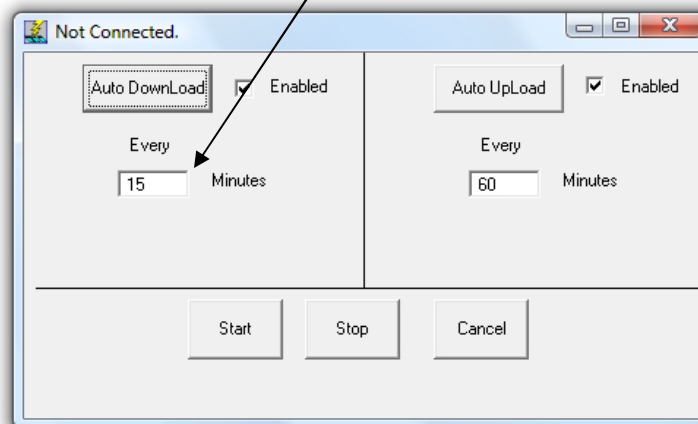 Not Connected.
Auto DownLoad Enabled
Every
15 Minutes
Auto UpLoad Enabled
Every
60 Minutes
Start Stop Cancel